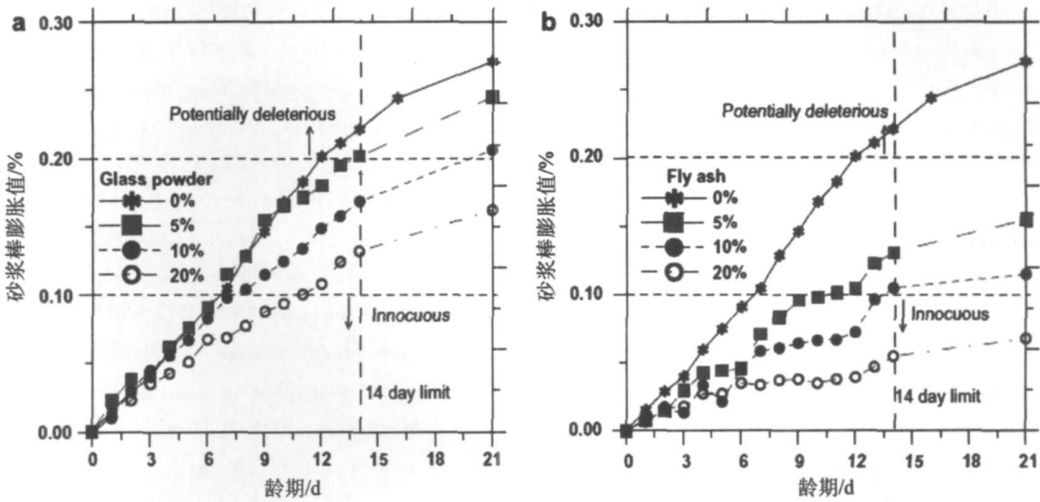 a
0.30
0.20
0.10
0.00
砂浆棒膨胀值/%
Potentially deleterious
Glass powder
0%
5%
10%
20%
Innocuous
14 day limit
0 3 6 9 12 15 18 21
龄期/d
b
0.30
0.20
0.10
0.00
砂浆棒膨胀值/%
Potentially deleterious
Fly ash
0%
5%
10%
20%
Innocuous
14 day limit
0 3 6 9 12 15 18 21
龄期/d